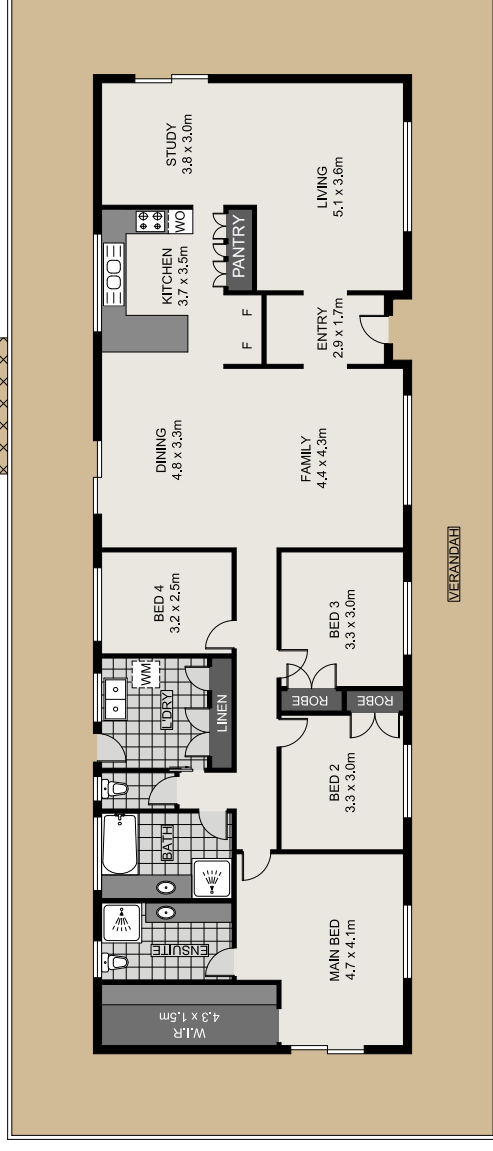 STUDY
3.8 x 3.0m
LIVING
5.1 x 3.6m
WO
PANTRY
KITCHEN
3.7 x 3.5m
F
F
ENTRY
2.9 x 1.7m
DINING
4.8 x 3.3m
FAMILY
4.4 x 4.3m
VERANDAH
BED 4
3.2 x 2.5m
BED 3
3.3 x 3.0m
WM
L'DRY
LINEN
ROBE
ROBE
BED 2
3.3 x 3.0m
BATH
ENSUITE
MAIN BED
4.7 x 4.1m
W.I.R
4.3 x 1.5m